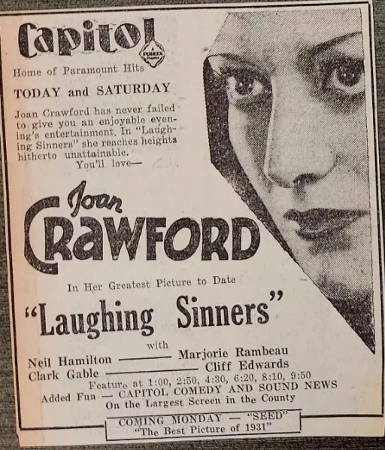 Capitol
PUBLIX
Home of Paramount Hits
TODAY and SATURDAY
Joan Crawford has never failed
to give you an enjoyable even-
ing's entertainment. In "Laugh-
ing Sinners" she reaches heights
hitherto unattainable.
You'll love—
Joan
CRAWFORD
In Her Greatest Picture to Date
"Laughing Sinners"
with
Neil Hamilton — Marjorie Rambeau
Clark Gable — Cliff Edwards
Feature at 1:00, 2:50, 4:30, 6:20, 8:10, 9:50
Added Fun — CAPITOL COMEDY AND SOUND NEWS
On the Largest Screen in the County
COMING MONDAY — "SEED"
"The Best Picture of 1931"